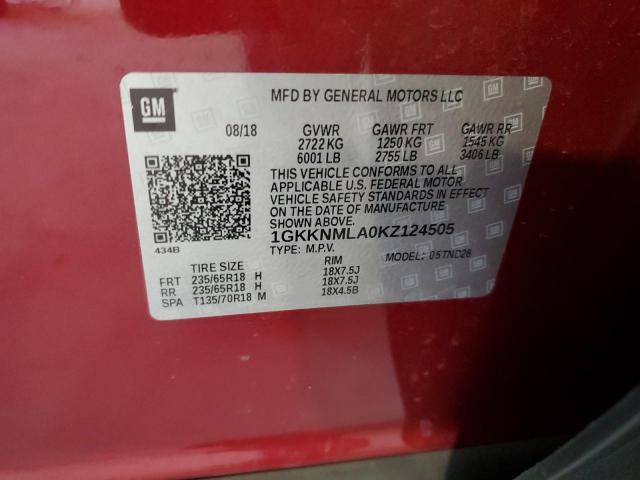 GM
MFD BY GENERAL MOTORS LLC
08/18 GVWR GAWR FRT GAWR RR
2722 KG 1250 KG 1545 KG
6001 LB 2755 LB 3406 LB
THIS VEHICLE CONFORMS TO ALL
APPLICABLE U.S. FEDERAL MOTOR
VEHICLE SAFETY STANDARDS IN EFFECT
ON THE DATE OF MANUFACTURE
SHOWN ABOVE.
1GKKNMLA0KZ124505
434B
TYPE: M.P.V. MODEL: 05TND26
TIRE SIZE RIM
FRT 235/65R18 H 18X7.5J
RR 235/65R18 H 18X7.5J
SPA T135/70R18 M 18X4.5B